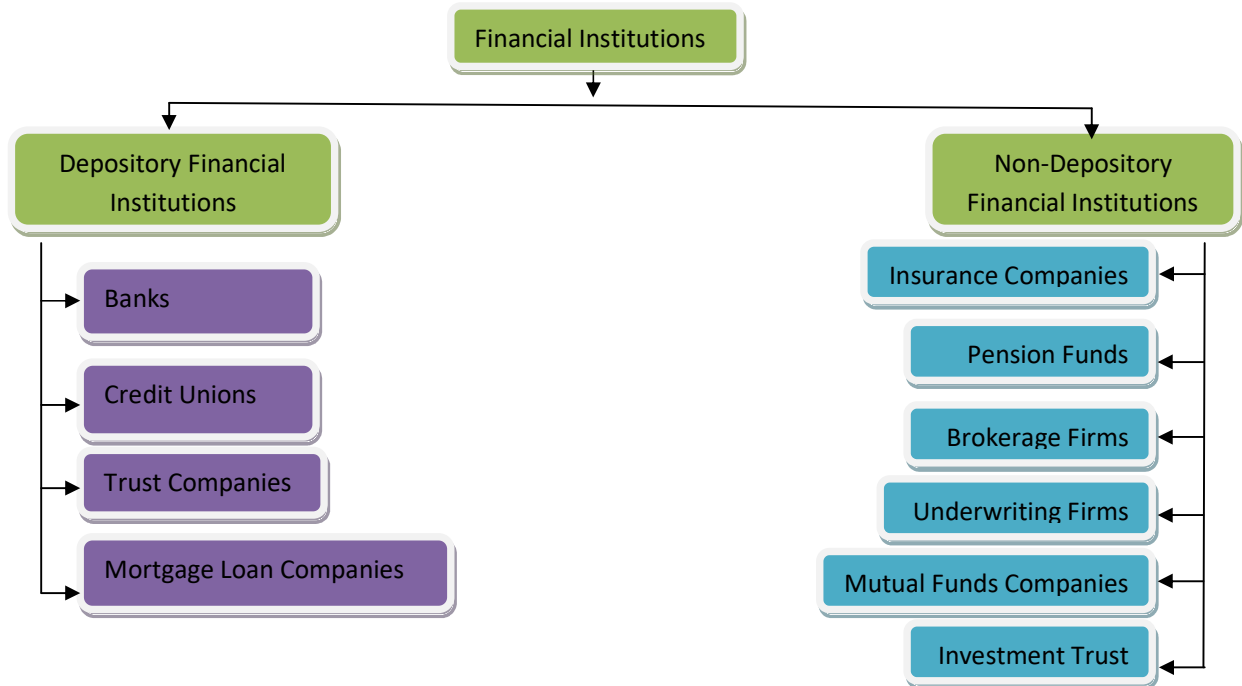 Financial Institutions
Depository Financial
Institutions
Banks
Credit Unions
Trust Companies
Mortgage Loan Companies
Non-Depository
Financial Institutions
Insurance Companies
Pension Funds
Brokerage Firms
Underwriting Firms
Mutual Funds Companies
Investment Trust